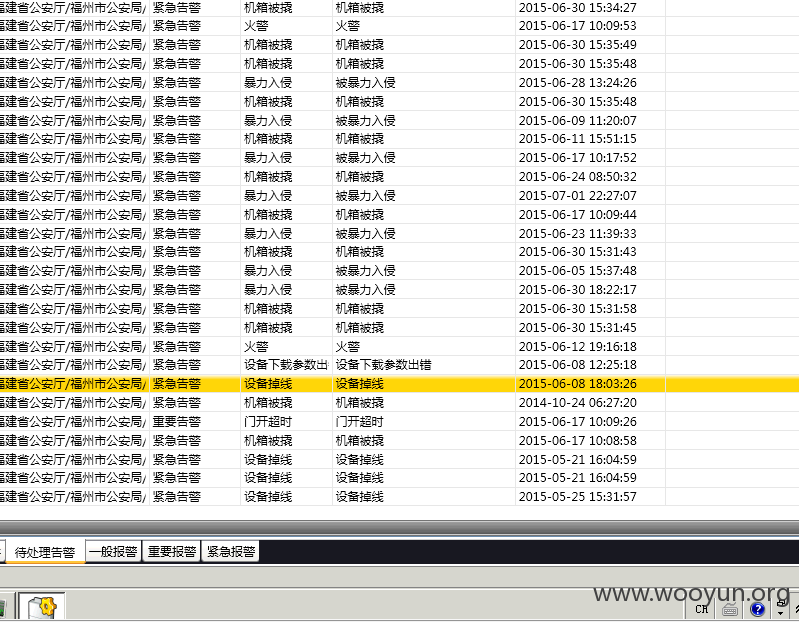 福建省公安厅/福州市公安局/ 紧急告警 机箱被撬 机箱被撬 2015-06-30 15:34:27
福建省公安厅/福州市公安局/ 紧急告警 火警 火警 2015-06-17 10:09:53
福建省公安厅/福州市公安局/ 紧急告警 机箱被撬 机箱被撬 2015-06-30 15:35:49
福建省公安厅/福州市公安局/ 紧急告警 机箱被撬 机箱被撬 2015-06-30 15:35:48
福建省公安厅/福州市公安局/ 紧急告警 暴力入侵 被暴力入侵 2015-06-28 13:24:26
福建省公安厅/福州市公安局/ 紧急告警 机箱被撬 机箱被撬 2015-06-30 15:35:48
福建省公安厅/福州市公安局/ 紧急告警 暴力入侵 被暴力入侵 2015-06-09 11:20:07
福建省公安厅/福州市公安局/ 紧急告警 机箱被撬 机箱被撬 2015-06-11 15:51:15
福建省公安厅/福州市公安局/ 紧急告警 暴力入侵 被暴力入侵 2015-06-17 10:17:52
福建省公安厅/福州市公安局/ 紧急告警 机箱被撬 机箱被撬 2015-06-24 08:50:32
福建省公安厅/福州市公安局/ 紧急告警 暴力入侵 被暴力入侵 2015-07-01 22:27:07
福建省公安厅/福州市公安局/ 紧急告警 机箱被撬 机箱被撬 2015-06-17 10:09:44
福建省公安厅/福州市公安局/ 紧急告警 暴力入侵 被暴力入侵 2015-06-23 11:39:33
福建省公安厅/福州市公安局/ 紧急告警 机箱被撬 机箱被撬 2015-06-30 15:31:43
福建省公安厅/福州市公安局/ 紧急告警 暴力入侵 被暴力入侵 2015-06-05 15:37:48
福建省公安厅/福州市公安局/ 紧急告警 暴力入侵 被暴力入侵 2015-06-30 18:22:17
福建省公安厅/福州市公安局/ 紧急告警 机箱被撬 机箱被撬 2015-06-30 15:31:58
福建省公安厅/福州市公安局/ 紧急告警 机箱被撬 机箱被撬 2015-06-30 15:31:45
福建省公安厅/福州市公安局/ 紧急告警 火警 火警 2015-06-12 19:16:18
福建省公安厅/福州市公安局/ 紧急告警 设备下载参数出 设备下载参数出错 2015-06-08 12:25:18
福建省公安厅/福州市公安局/ 紧急告警 设备掉线 设备掉线 2015-06-08 18:03:26
福建省公安厅/福州市公安局/ 紧急告警 机箱被撬 机箱被撬 2014-10-24 06:27:20
福建省公安厅/福州市公安局/ 重要告警 门开超时 门开超时 2015-06-17 10:09:26
福建省公安厅/福州市公安局/ 紧急告警 机箱被撬 机箱被撬 2015-06-17 10:08:58
福建省公安厅/福州市公安局/ 紧急告警 设备掉线 设备掉线 2015-05-21 16:04:59
福建省公安厅/福州市公安局/ 紧急告警 设备掉线 设备掉线 2015-05-21 16:04:59
福建省公安厅/福州市公安局/ 紧急告警 设备掉线 设备掉线 2015-05-25 15:31:57
待处理告警 一般报警 重要报警 紧急报警
www.wooyun.org
CH